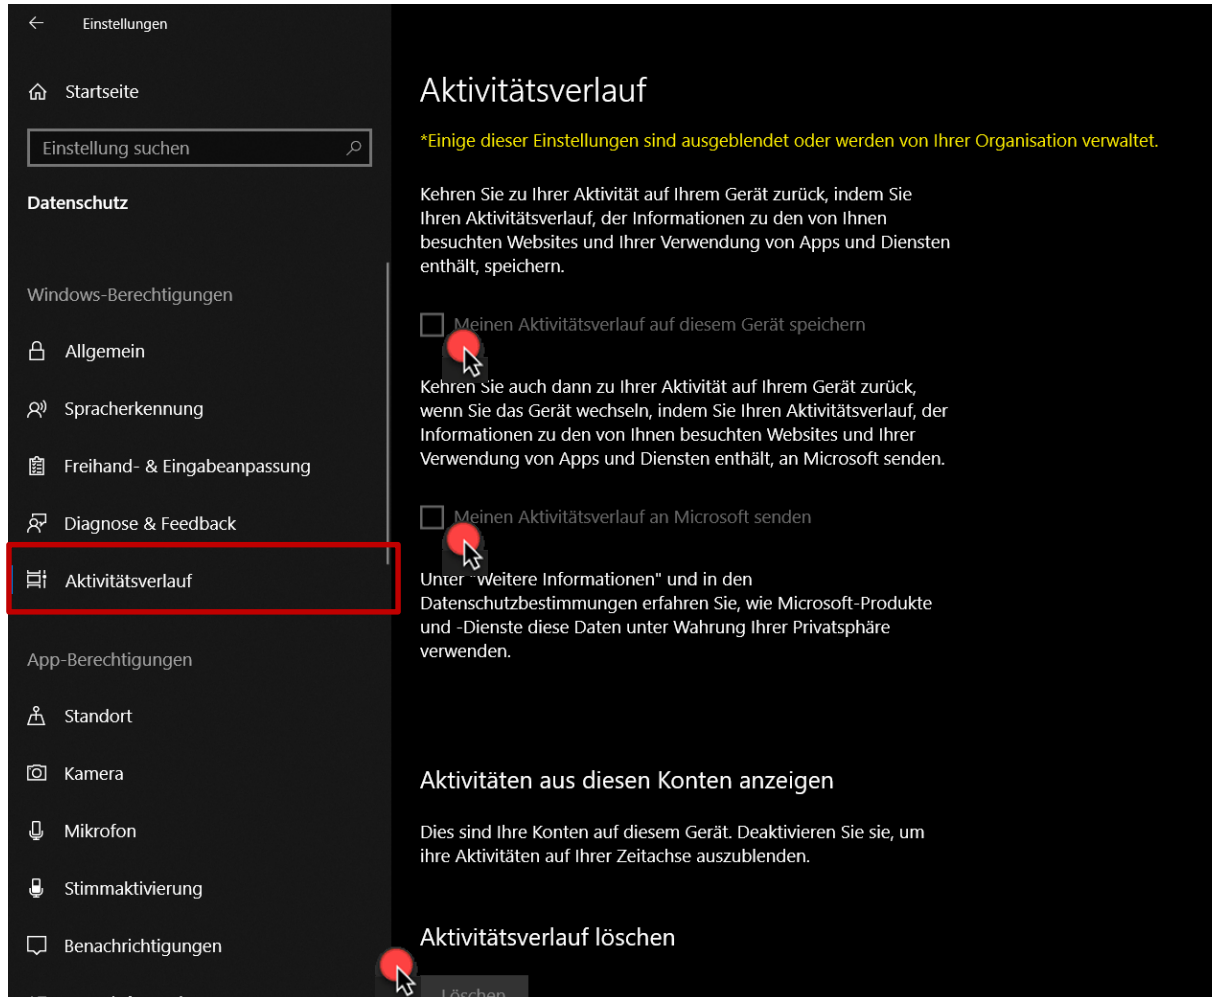 Einstellungen
Startseite
Einstellung suchen
Datenschutz
Windows-Berechtigungen
Allgemein
Spracherkennung
Freihand- & Eingabeanpassung
Diagnose & Feedback
Aktivitätsverlauf
App-Berechtigungen
Standort
Kamera
Mikrofon
Stimmaktivierung
Benachrichtigungen
Aktivitätsverlauf
*Einige dieser Einstellungen sind ausgeblendet oder werden von Ihrer Organisation verwaltet.
Kehren Sie zu Ihrer Aktivität auf Ihrem Gerät zurück, indem Sie
Ihren Aktivitätsverlauf, der Informationen zu den von Ihnen
besuchten Websites und Ihrer Verwendung von Apps und Diensten
enthält, speichern.
Meinen Aktivitätsverlauf auf diesem Gerät speichern
Kehren Sie auch dann zu Ihrer Aktivität auf Ihrem Gerät zurück,
wenn Sie das Gerät wechseln, indem Sie Ihren Aktivitätsverlauf, der
Informationen zu den von Ihnen besuchten Websites und Ihrer
Verwendung von Apps und Diensten enthält, an Microsoft senden.
Meinen Aktivitätsverlauf an Microsoft senden
Unter "Weitere Informationen" und in den
Datenschutzbestimmungen erfahren Sie, wie Microsoft-Produkte
und -Dienste diese Daten unter Wahrung Ihrer Privatsphäre
verwenden.
Aktivitäten aus diesen Konten anzeigen
Dies sind Ihre Konten auf diesem Gerät. Deaktivieren Sie sie, um
ihre Aktivitäten auf Ihrer Zeitachse auszublenden.
Aktivitätsverlauf löschen
Löschen